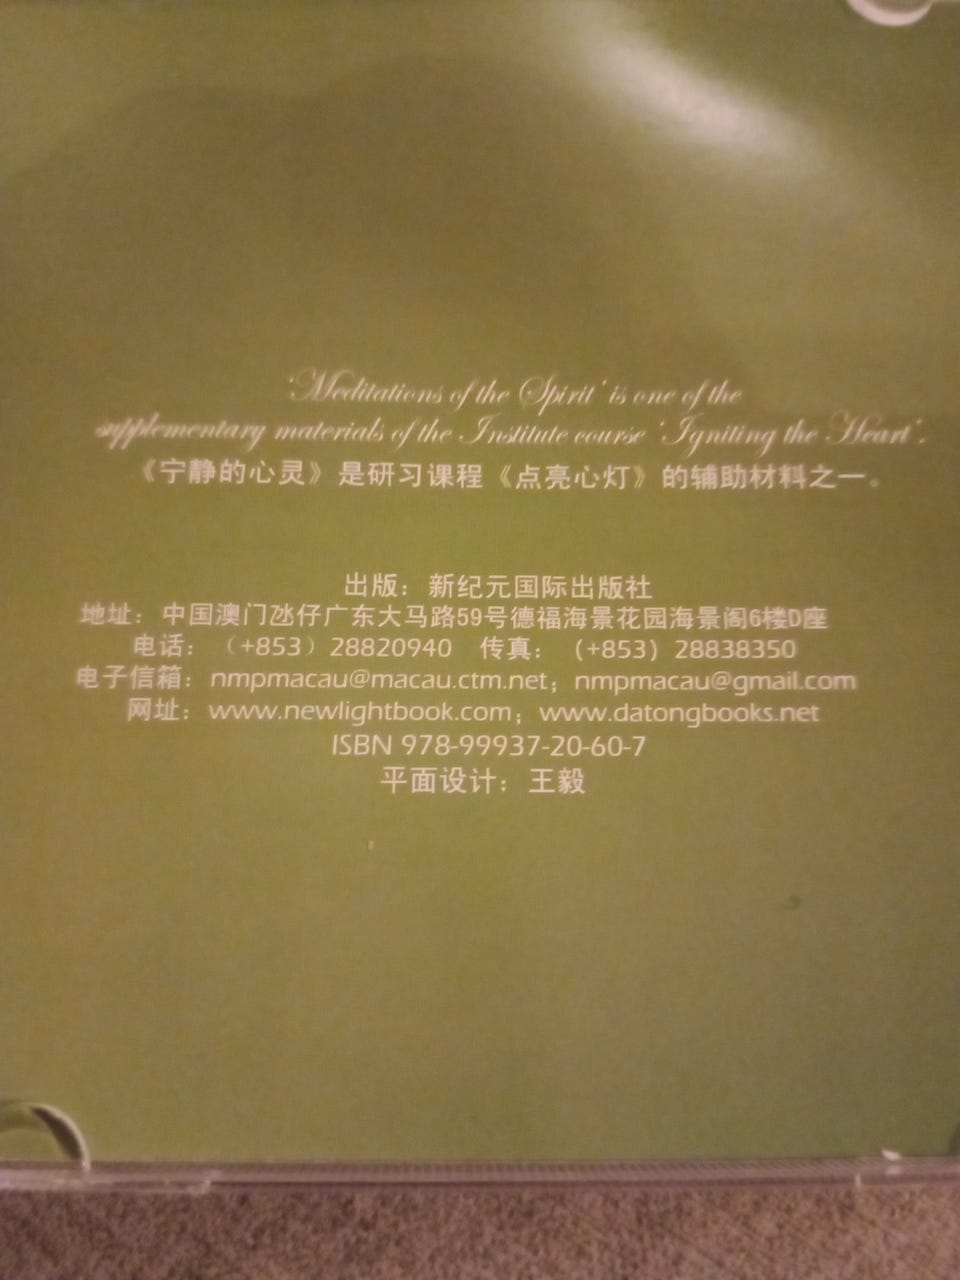 'Meditations of the Spirit' is one of the
supplementary materials of the Institute course 'Igniting the Heart'.
《宁静的心灵》是研习课程《点亮心灯》的辅助材料之一。
出版：新纪元国际出版社
地址：中国澳门氹仔广东大马路59号德福海景花园海景阁6楼D座
电话：（+853）28820940 传真：（+853）28838350
电子信箱：nmpmacau@macau.ctm.net；nmpmacau@gmail.com
网址：www.newlightbook.com；www.datongbooks.net
ISBN 978-99937-20-60-7
平面设计：王毅